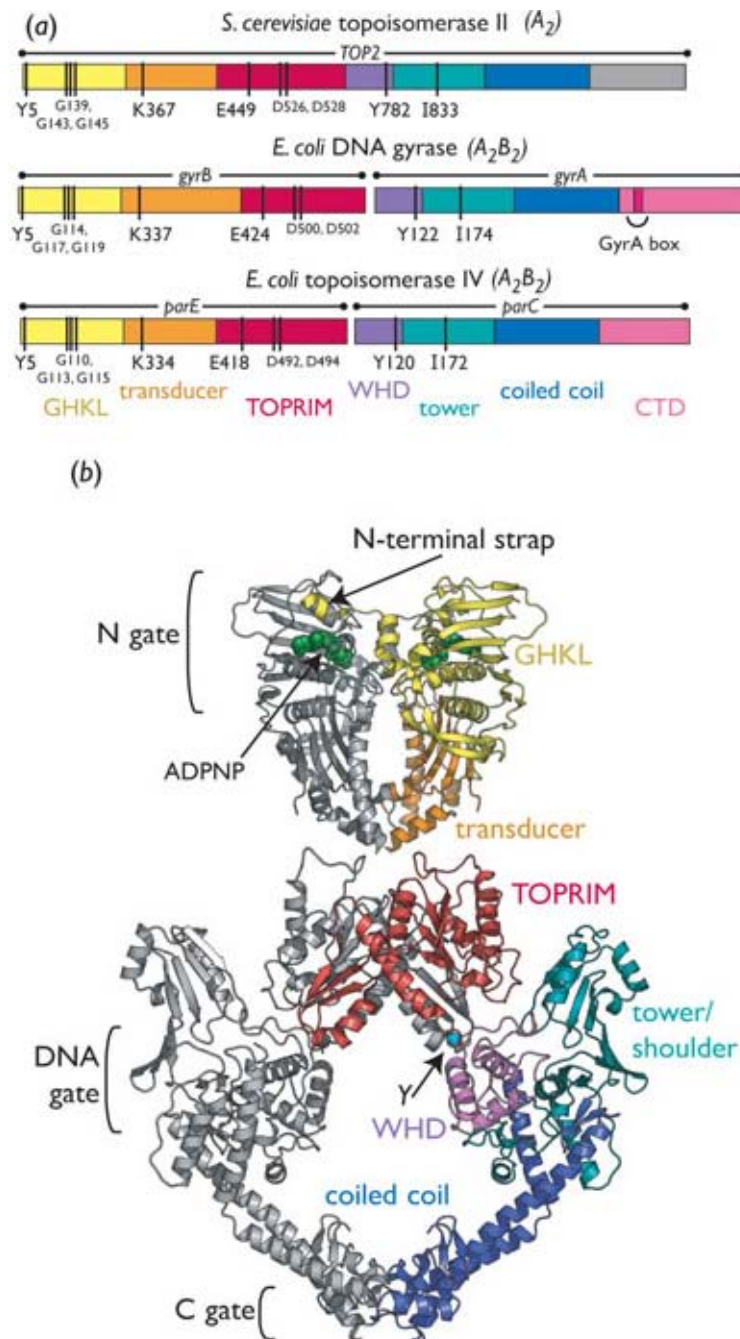 (a)
S. cerevisiae topoisomerase II (A2)
TOP2
Y5 G139, K367 E449 D526, D528 Y782 I833
G143, G145
E. coli DNA gyrase (A2B2)
gyrB gyrA
Y5 G114, K337 E424 D500, D502 Y122 I174
G117, G119
GyrA box
E. coli topoisomerase IV (A2B2)
parE parC
Y5 G110, K334 E418 D492, D494 Y120 I172
G113, G115
GHKL transducer TOPRIM WHD tower coiled coil CTD
(b)
N-terminal strap
N gate
GHKL
ADPNP
transducer
TOPRIM
tower/
shoulder
DNA
gate
Y
WHD
coiled coil
C gate